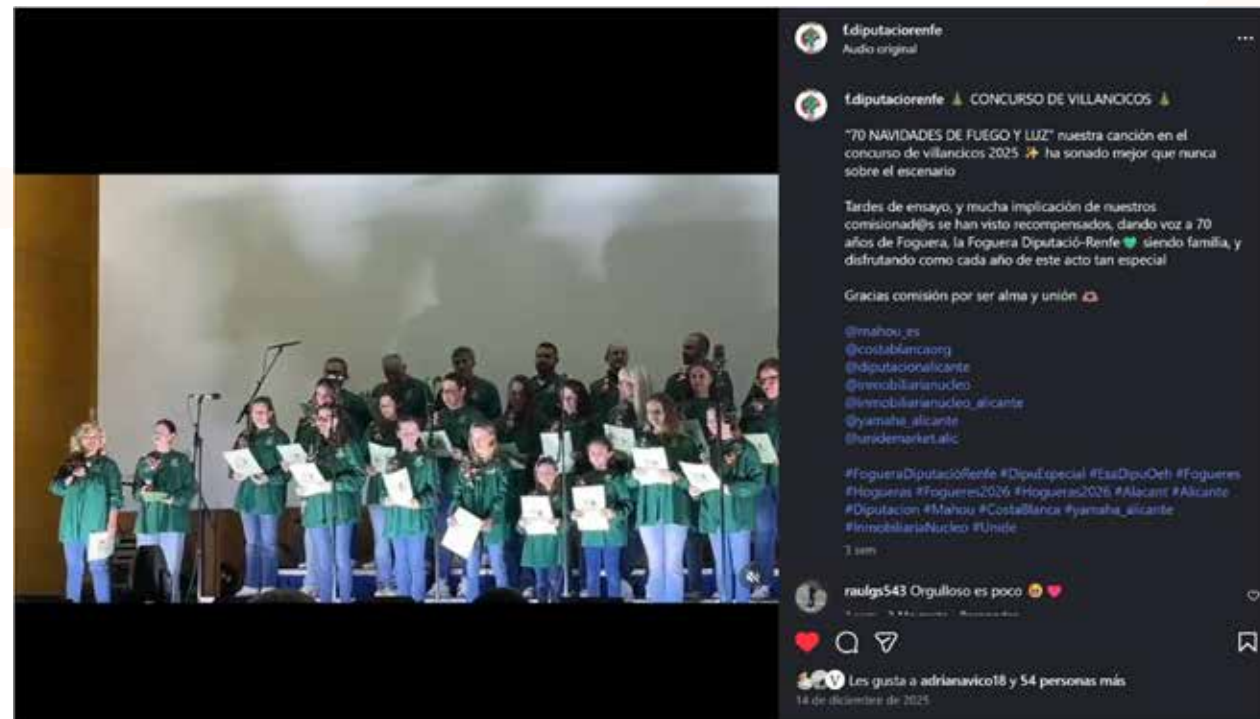 f.diputaciorenfe
Audio original
f.diputaciorenfe 🎄 CONCURSO DE VILLANCICOS 🎄
"70 NAVIDADES DE FUEGO Y LUZ" nuestra canción en el
concurso de villancicos 2025 ✨ ha sonado mejor que nunca
sobre el escenario
Tardes de ensayo, y mucha implicación de nuestros
comisionad@s se han visto recompensados, dando voz a 70
años de Foguera, la Foguera Diputació-Renfe 💚 siendo familia, y
disfrutando como cada año de este acto tan especial
Gracias comisión por ser alma y unión 🫶
@mahou_es
@costablancaorg
@diputacionalicante
@inmobiliarianucleo
@inmobiliarianucleo_alicante
@yamaha_alicante
@unidemarket.alic
#FogueraDiputacióRenfe #DipuEspecial #EsaDipuOeh #Fogueres
#Hogueras #Fogueres2026 #Hogueras2026 #Alacant #Alicante
#Diputacion #Mahou #CostaBlanca #yamaha_alicante
#InmobiliariaNucleo #Unide
3 sem
raulgs543 Orgulloso es poco 🥹 ❤️
Les gusta a adrianavico18 y 54 personas más
14 de diciembre de 2025